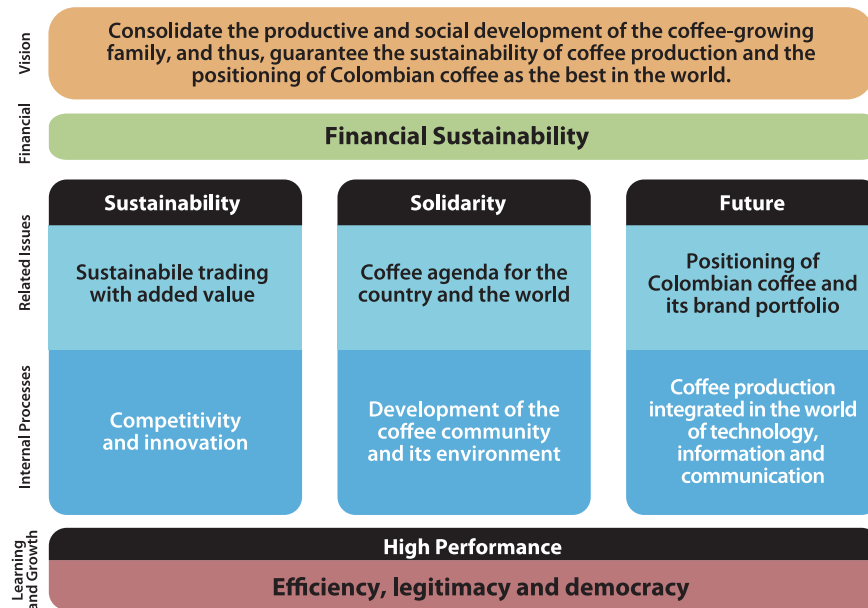 Vision
Consolidate the productive and social development of the coffee-growing
family, and thus, guarantee the sustainability of coffee production and the
positioning of Colombian coffee as the best in the world.
Financial
Financial Sustainability
Sustainability
Solidarity
Future
Related Issues
Sustainabile trading
with added value
Coffee agenda for the
country and the world
Positioning of
Colombian coffee and
its brand portfolio
Internal Processes
Competitivity
and innovation
Development of the
coffee community
and its environment
Coffee production
integrated in the world
of technology,
information and
communication
Learning
and Growth
High Performance
Efficiency, legitimacy and democracy